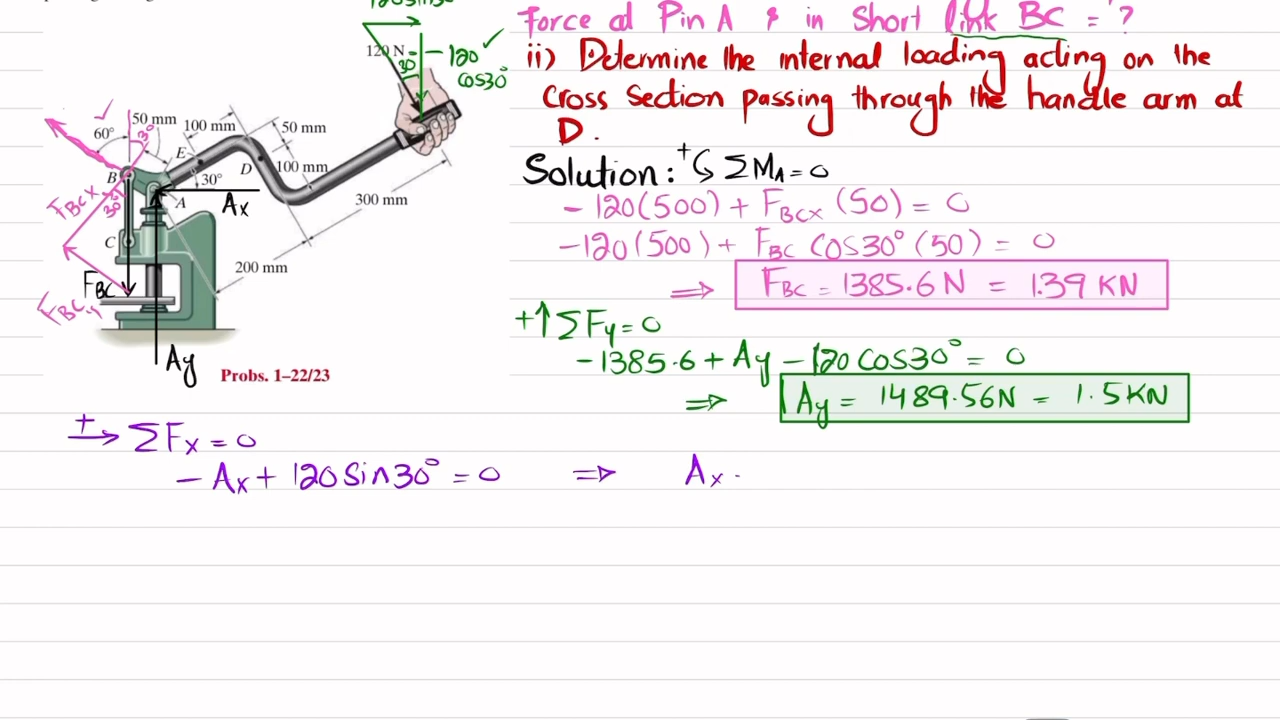 Force at Pin A & in Short link BC = ?
ii) Determine the internal loading acting on the
Cross Section passing through the handle arm at
D.
Solution: +↺ ΣMA = 0
- 120(500) + FBCx (50) = 0
-120(500) + FBC COS30° (50) = 0
⇒ FBC = 1385.6 N = 1.39 KN
+↑ ΣFy = 0
-1385.6 + Ay - 120 COS30° = 0
⇒ Ay = 1489.56N = 1.5KN
120 N
30°
- 120 ✓
COS30°
60°
50 mm
30
100 mm
50 mm
E
B
30°
D
100 mm
FBCx
30°
A
Ax
300 mm
C
200 mm
FBC
FBCy
Ay
Probs. 1–22/23
+→ ΣFx = 0
- Ax + 120 Sin30° = 0 ⇒ Ax -